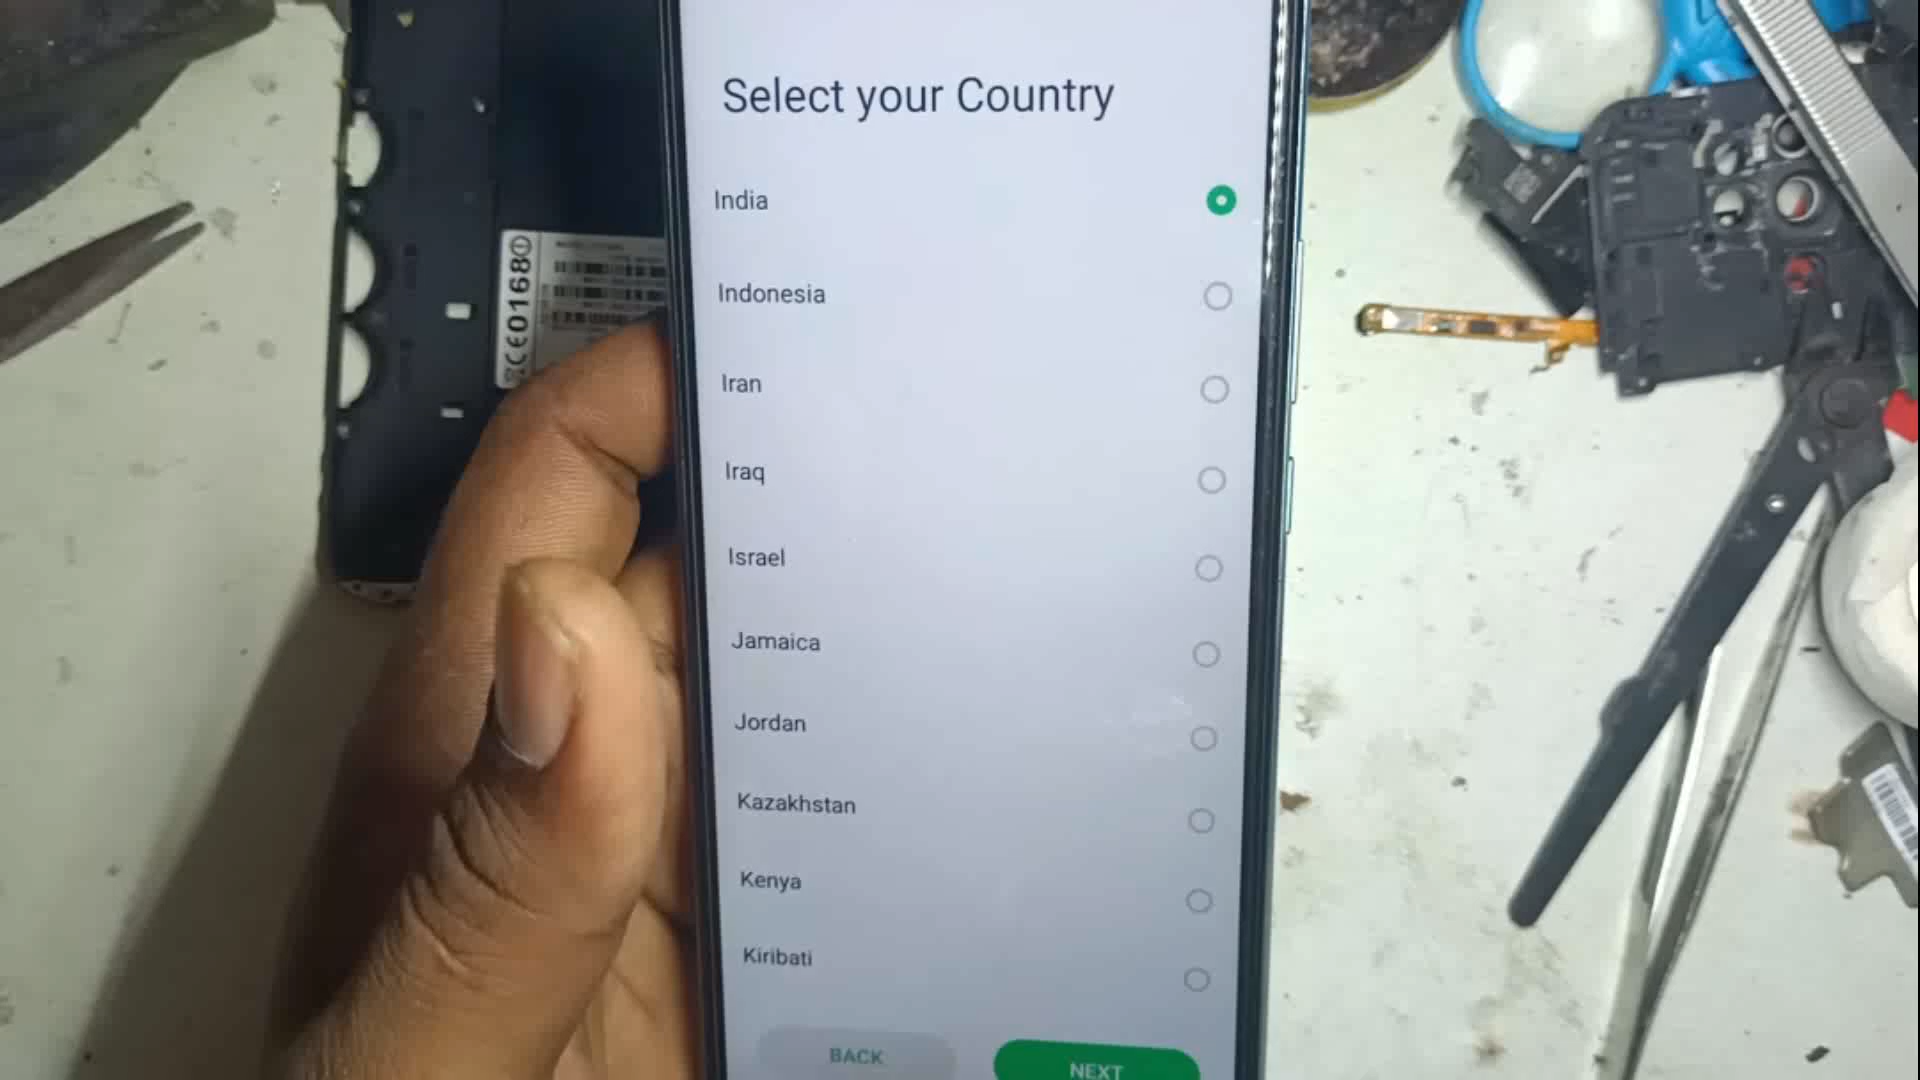 Select your Country
India
Indonesia
Iran
Iraq
Israel
Jamaica
Jordan
Kazakhstan
Kenya
Kiribati
BACK
NEXT
CE0168